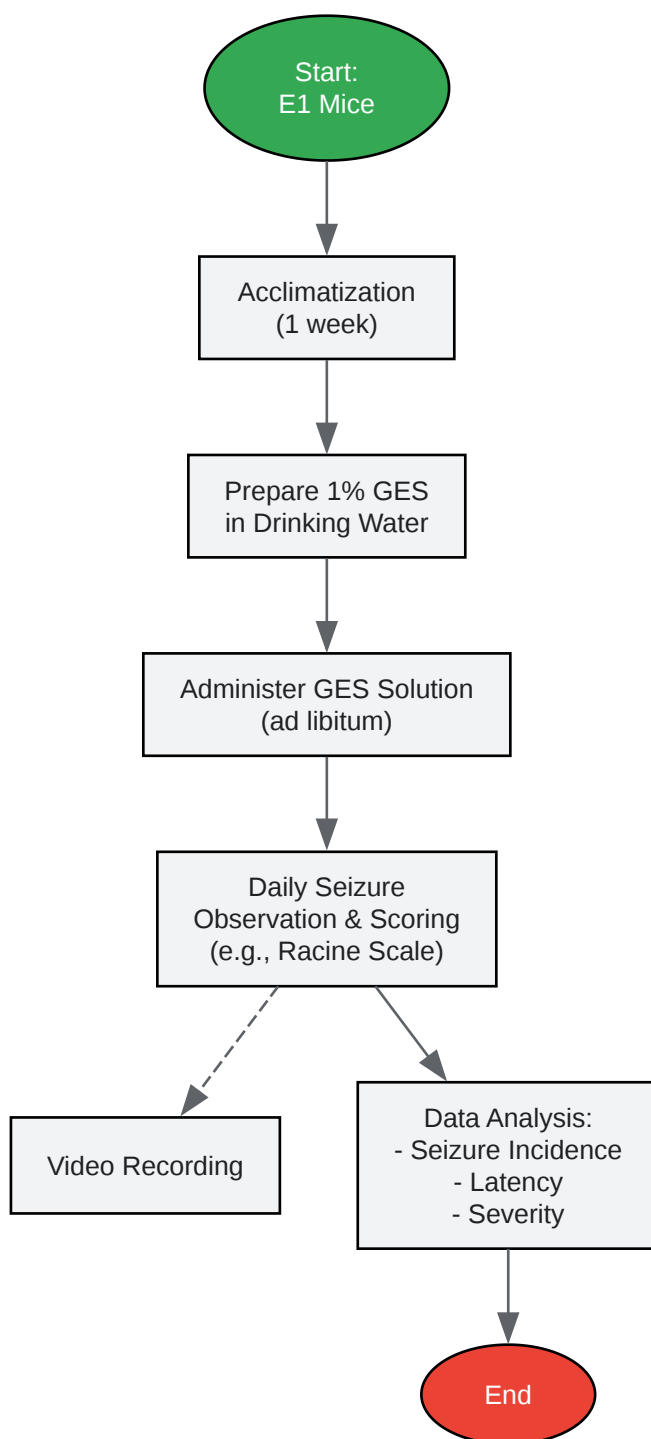 Start:
E1 Mice
Acclimatization
(1 week)
Prepare 1% GES
in Drinking Water
Administer GES Solution
(ad libitum)
Daily Seizure
Observation & Scoring
(e.g., Racine Scale)
Video Recording
Data Analysis:
- Seizure Incidence
- Latency
- Severity
End